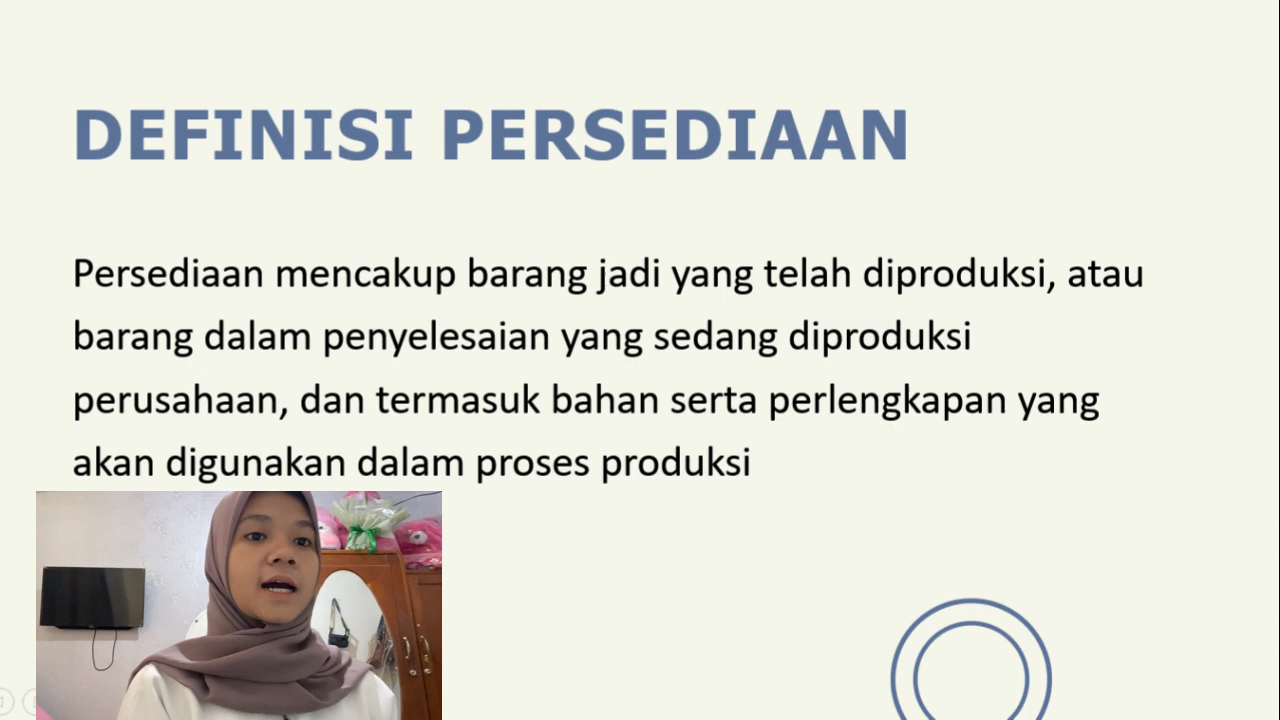 DEFINISI PERSEDIAAN
Persediaan mencakup barang jadi yang telah diproduksi, atau
barang dalam penyelesaian yang sedang diproduksi
perusahaan, dan termasuk bahan serta perlengkapan yang
akan digunakan dalam proses produksi